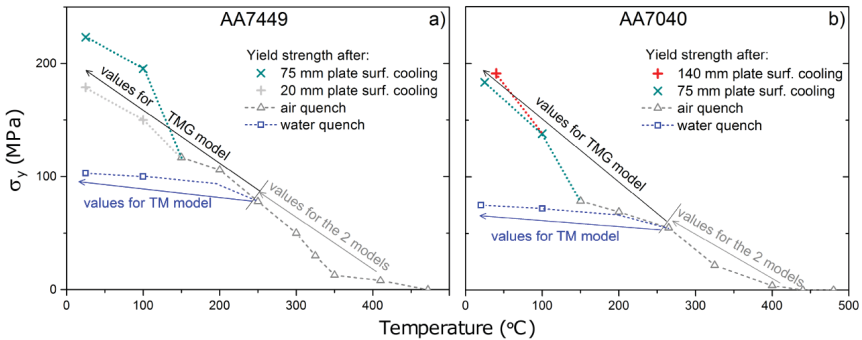 AA7449
AA7040
a)
b)
Yield strength after:
75 mm plate surf. cooling
20 mm plate surf. cooling
air quench
water quench
values for TMG model
values for TM model
values for the 2 models
200
100
0
0
100
200
300
400
σy (MPa)
Yield strength after:
140 mm plate surf. cooling
75 mm plate surf. cooling
air quench
water quench
values for TMG model
values for TM model
values for the 2 models
0
100
200
300
400
500
Temperature (ºC)